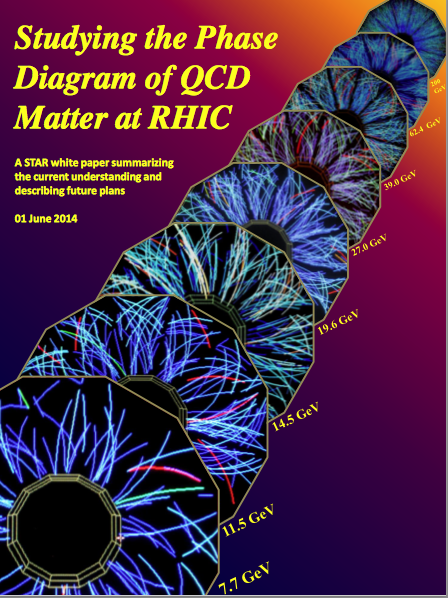 Studying the Phase
Diagram of QCD
Matter at RHIC
A STAR white paper summarizing
the current understanding and
describing future plans
01 June 2014
200
GeV
62.4 GeV
39.0 GeV
27.0 GeV
19.6 GeV
14.5 GeV
11.5 GeV
7.7 GeV